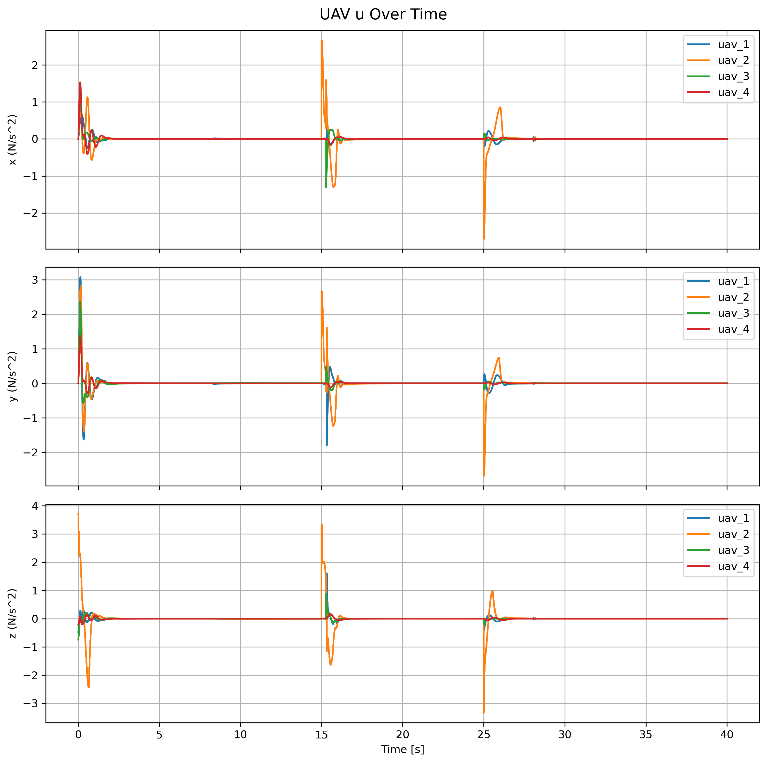 UAV u Over Time
x (N/s^2)
2
1
0
−1
−2
uav_1
uav_2
uav_3
uav_4
y (N/s^2)
3
2
1
0
−1
−2
uav_1
uav_2
uav_3
uav_4
z (N/s^2)
4
3
2
1
0
−1
−2
−3
uav_1
uav_2
uav_3
uav_4
0 5 10 15 20 25 30 35 40
Time [s]